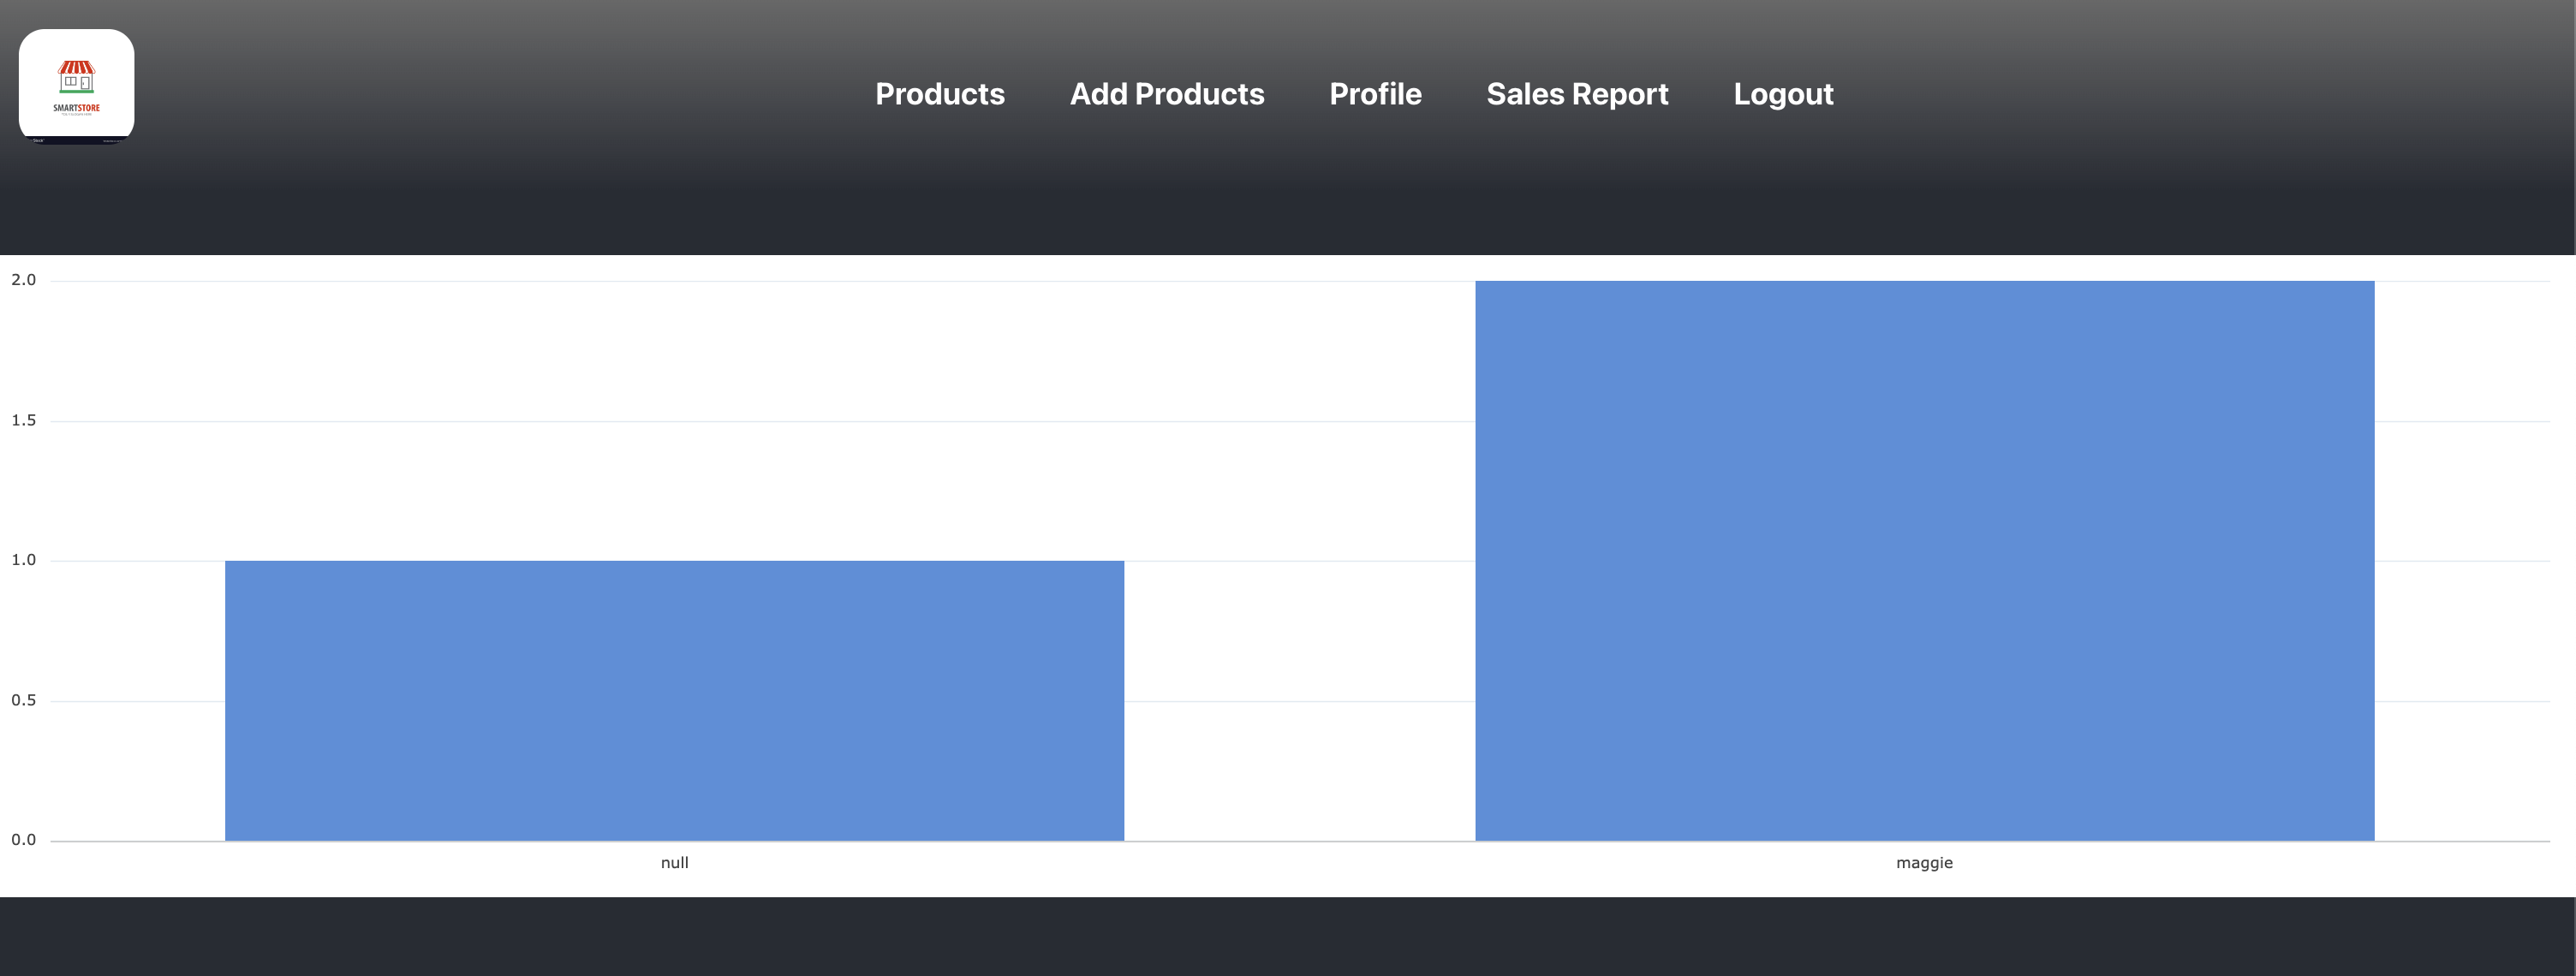 SMARTSTORE
Products
Add Products
Profile
Sales Report
Logout
2.0
1.5
1.0
0.5
0.0
null
maggie